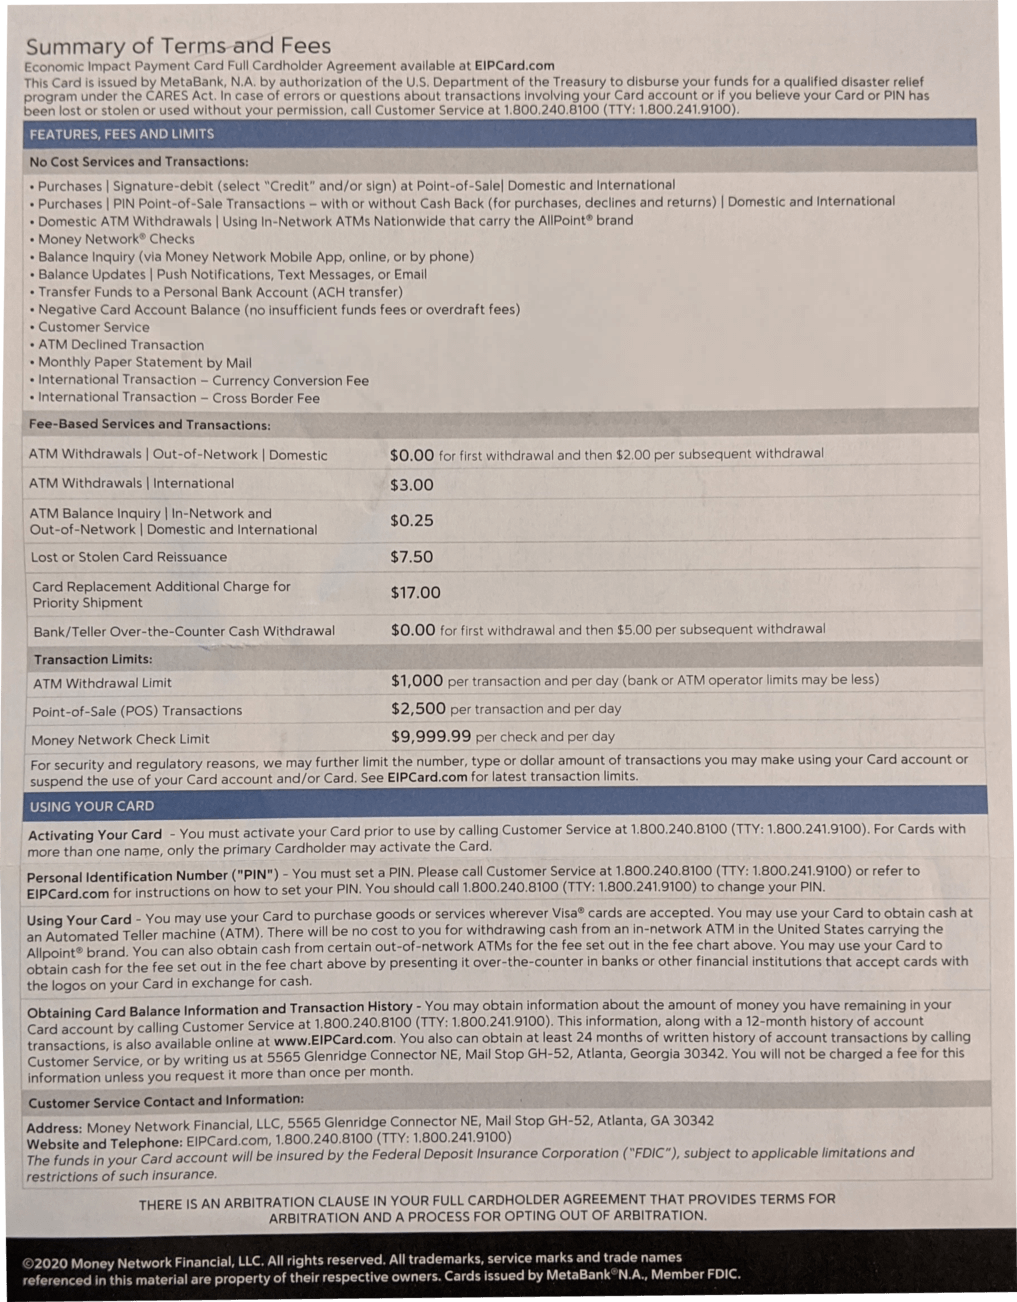 Summary of Terms and Fees
Economic Impact Payment Card Full Cardholder Agreement available at EIPCard.com
This Card is issued by MetaBank, N.A. by authorization of the U.S. Department of the Treasury to disburse your funds for a qualified disaster relief
program under the CARES Act. In case of errors or questions about transactions involving your Card account or if you believe your Card or PIN has
been lost or stolen or used without your permission, call Customer Service at 1.800.240.8100 (TTY: 1.800.241.9100).
FEATURES, FEES AND LIMITS
No Cost Services and Transactions:
• Purchases | Signature-debit (select "Credit" and/or sign) at Point-of-Sale| Domestic and International
• Purchases | PIN Point-of-Sale Transactions – with or without Cash Back (for purchases, declines and returns) | Domestic and International
• Domestic ATM Withdrawals | Using In-Network ATMs Nationwide that carry the AllPoint® brand
• Money Network® Checks
• Balance Inquiry (via Money Network Mobile App, online, or by phone)
• Balance Updates | Push Notifications, Text Messages, or Email
• Transfer Funds to a Personal Bank Account (ACH transfer)
• Negative Card Account Balance (no insufficient funds fees or overdraft fees)
• Customer Service
• ATM Declined Transaction
• Monthly Paper Statement by Mail
• International Transaction – Currency Conversion Fee
• International Transaction – Cross Border Fee
Fee-Based Services and Transactions:
ATM Withdrawals | Out-of-Network | Domestic $0.00 for first withdrawal and then $2.00 per subsequent withdrawal
ATM Withdrawals | International $3.00
ATM Balance Inquiry | In-Network and
Out-of-Network | Domestic and International $0.25
Lost or Stolen Card Reissuance $7.50
Card Replacement Additional Charge for
Priority Shipment $17.00
Bank/Teller Over-the-Counter Cash Withdrawal $0.00 for first withdrawal and then $5.00 per subsequent withdrawal
Transaction Limits:
ATM Withdrawal Limit $1,000 per transaction and per day (bank or ATM operator limits may be less)
Point-of-Sale (POS) Transactions $2,500 per transaction and per day
Money Network Check Limit $9,999.99 per check and per day
For security and regulatory reasons, we may further limit the number, type or dollar amount of transactions you may make using your Card account or
suspend the use of your Card account and/or Card. See EIPCard.com for latest transaction limits.
USING YOUR CARD
Activating Your Card - You must activate your Card prior to use by calling Customer Service at 1.800.240.8100 (TTY: 1.800.241.9100). For Cards with
more than one name, only the primary Cardholder may activate the Card.
Personal Identification Number ("PIN") - You must set a PIN. Please call Customer Service at 1.800.240.8100 (TTY: 1.800.241.9100) or refer to
EIPCard.com for instructions on how to set your PIN. You should call 1.800.240.8100 (TTY: 1.800.241.9100) to change your PIN.
Using Your Card - You may use your Card to purchase goods or services wherever Visa® cards are accepted. You may use your Card to obtain cash at
an Automated Teller machine (ATM). There will be no cost to you for withdrawing cash from an in-network ATM in the United States carrying the
Allpoint® brand. You can also obtain cash from certain out-of-network ATMs for the fee set out in the fee chart above. You may use your Card to
obtain cash for the fee set out in the fee chart above by presenting it over-the-counter in banks or other financial institutions that accept cards with
the logos on your Card in exchange for cash.
Obtaining Card Balance Information and Transaction History - You may obtain information about the amount of money you have remaining in your
Card account by calling Customer Service at 1.800.240.8100 (TTY: 1.800.241.9100). This information, along with a 12-month history of account
transactions, is also available online at www.EIPCard.com. You also can obtain at least 24 months of written history of account transactions by calling
Customer Service, or by writing us at 5565 Glenridge Connector NE, Mail Stop GH-52, Atlanta, Georgia 30342. You will not be charged a fee for this
information unless you request it more than once per month.
Customer Service Contact and Information:
Address: Money Network Financial, LLC, 5565 Glenridge Connector NE, Mail Stop GH-52, Atlanta, GA 30342
Website and Telephone: EIPCard.com, 1.800.240.8100 (TTY: 1.800.241.9100)
The funds in your Card account will be insured by the Federal Deposit Insurance Corporation ("FDIC"), subject to applicable limitations and
restrictions of such insurance.
THERE IS AN ARBITRATION CLAUSE IN YOUR FULL CARDHOLDER AGREEMENT THAT PROVIDES TERMS FOR
ARBITRATION AND A PROCESS FOR OPTING OUT OF ARBITRATION.
©2020 Money Network Financial, LLC. All rights reserved. All trademarks, service marks and trade names
referenced in this material are property of their respective owners. Cards issued by MetaBank®N.A., Member FDIC.